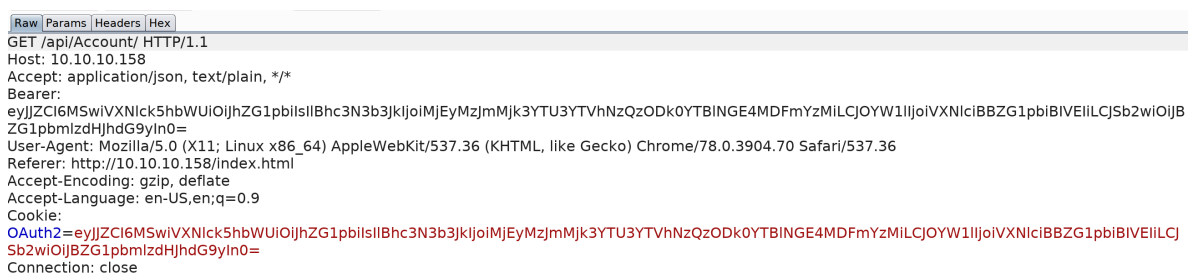 Raw Params Headers Hex
GET /api/Account/ HTTP/1.1
Host: 10.10.10.158
Accept: application/json, text/plain, */*
Bearer:
eyJJZCI6MSwiVXNlck5hbWUiOiJhZG1pbiIsIlBhc3N3b3JkIjoiMjEyMzJmMjk3YTU3YTVhNzQzODk0YTBlNGE4MDFmYzMiLCJOYW1lIjoiVXNlciBBZG1pbiBIVEIiLCJSb2wiOiJB
ZG1pbmlzdHJhdG9yIn0=
User-Agent: Mozilla/5.0 (X11; Linux x86_64) AppleWebKit/537.36 (KHTML, like Gecko) Chrome/78.0.3904.70 Safari/537.36
Referer: http://10.10.10.158/index.html
Accept-Encoding: gzip, deflate
Accept-Language: en-US,en;q=0.9
Cookie:
OAuth2=eyJJZCI6MSwiVXNlck5hbWUiOiJhZG1pbiIsIlBhc3N3b3JkIjoiMjEyMzJmMjk3YTU3YTVhNzQzODk0YTBlNGE4MDFmYzMiLCJOYW1lIjoiVXNlciBBZG1pbiBIVEIiLCJ
Sb2wiOiJBZG1pbmlzdHJhdG9yIn0=
Connection: close